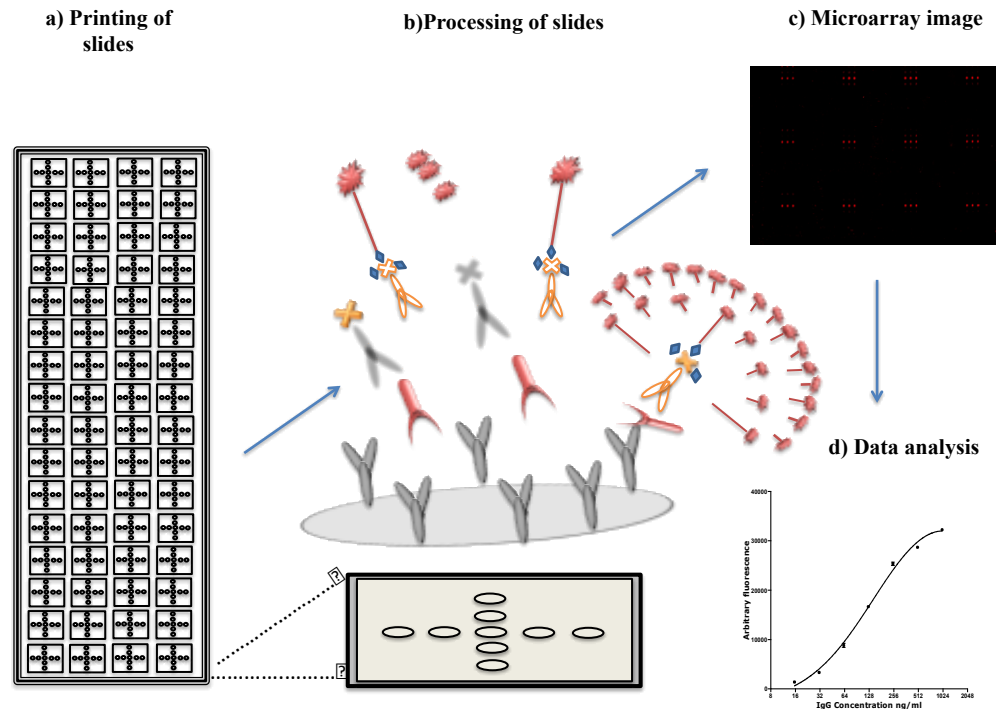 a) Printing of
slides
b)Processing of slides
c) Microarray image
?
?
d) Data analysis
Arbitrary fluorescence
40000
30000
20000
10000
0
8 16 32 64 128 256 512 1024 2048
IgG Concentration ng/ml